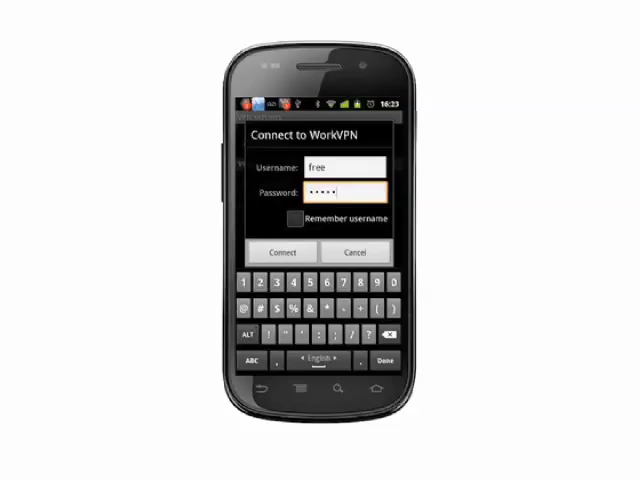 16:23
Connect to WorkVPN
Username: free
Password: •••••
Remember username
Connect Cancel
1 2 3 4 5 6 7 8 9 0
@ # $ % & * - + ( )
ALT ! " ' : ; / ?
ABC , English . Done